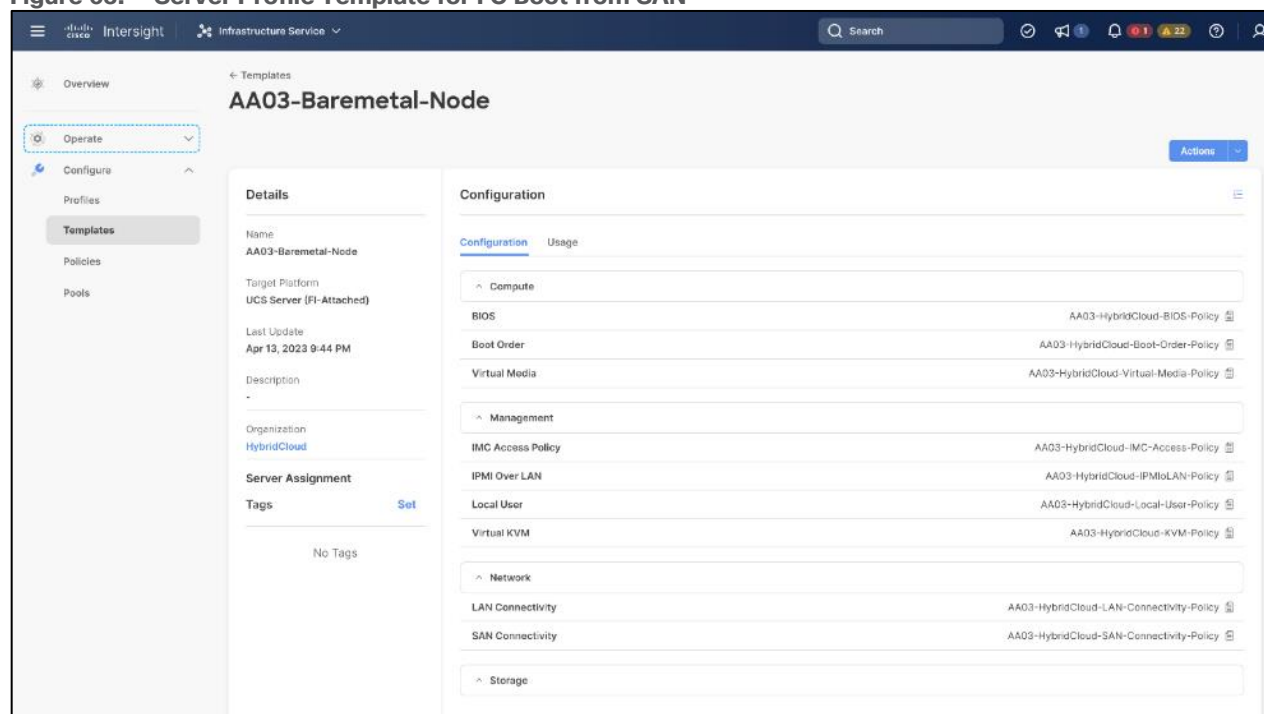 Figure 35. Server Profile Template for FC Boot from SAN
cisco Intersight Infrastructure Service Search 1 1 22
Overview
Operate
Configure
Profiles
Templates
Policies
Pools
← Templates
AA03-Baremetal-Node
Actions
Details
Name
AA03-Baremetal-Node
Target Platform
UCS Server (FI-Attached)
Last Update
Apr 13, 2023 9:44 PM
Description
-
Organization
HybridCloud
Server Assignment
Tags Set
No Tags
Configuration
Configuration Usage
Compute
BIOS AA03-HybridCloud-BIOS-Policy
Boot Order AA03-HybridCloud-Boot-Order-Policy
Virtual Media AA03-HybridCloud-Virtual-Media-Policy
Management
IMC Access Policy AA03-HybridCloud-IMC-Access-Policy
IPMI Over LAN AA03-HybridCloud-IPMIoLAN-Policy
Local User AA03-HybridCloud-Local-User-Policy
Virtual KVM AA03-HybridCloud-KVM-Policy
Network
LAN Connectivity AA03-HybridCloud-LAN-Connectivity-Policy
SAN Connectivity AA03-HybridCloud-SAN-Connectivity-Policy
Storage